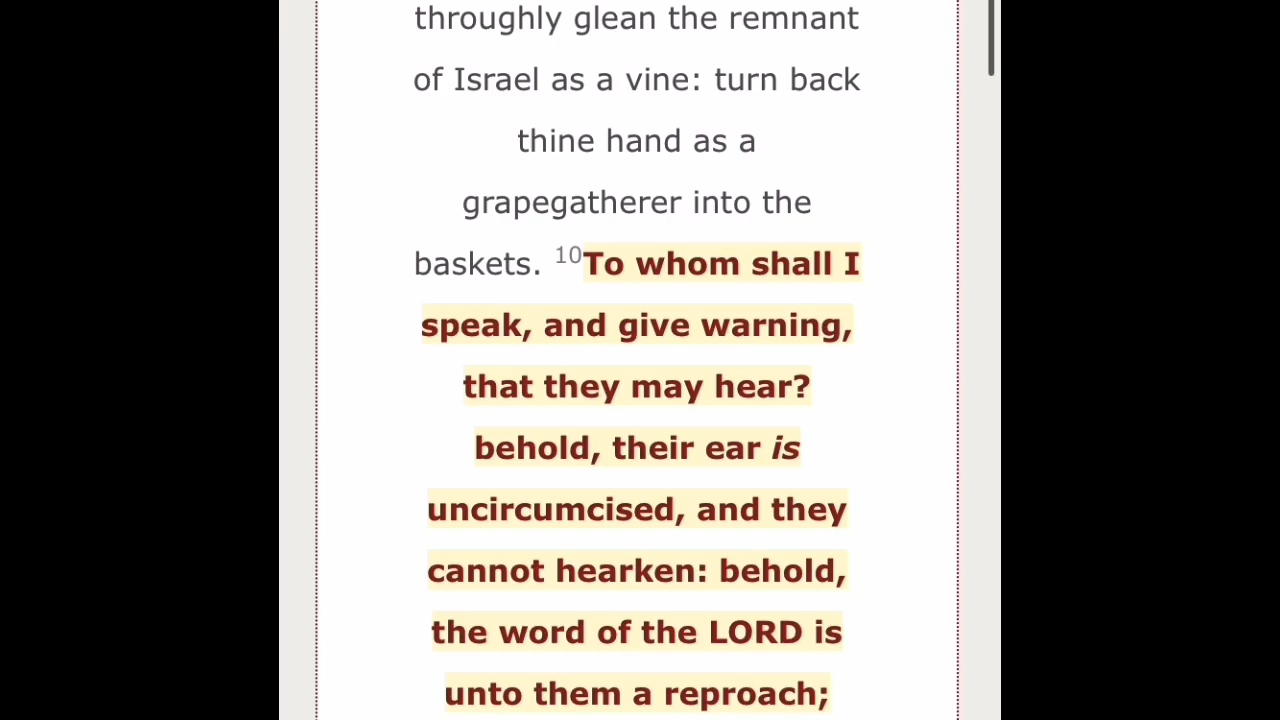 throughly glean the remnant
of Israel as a vine: turn back
thine hand as a
grapegatherer into the
baskets. 10To whom shall I
speak, and give warning,
that they may hear?
behold, their ear is
uncircumcised, and they
cannot hearken: behold,
the word of the LORD is
unto them a reproach;